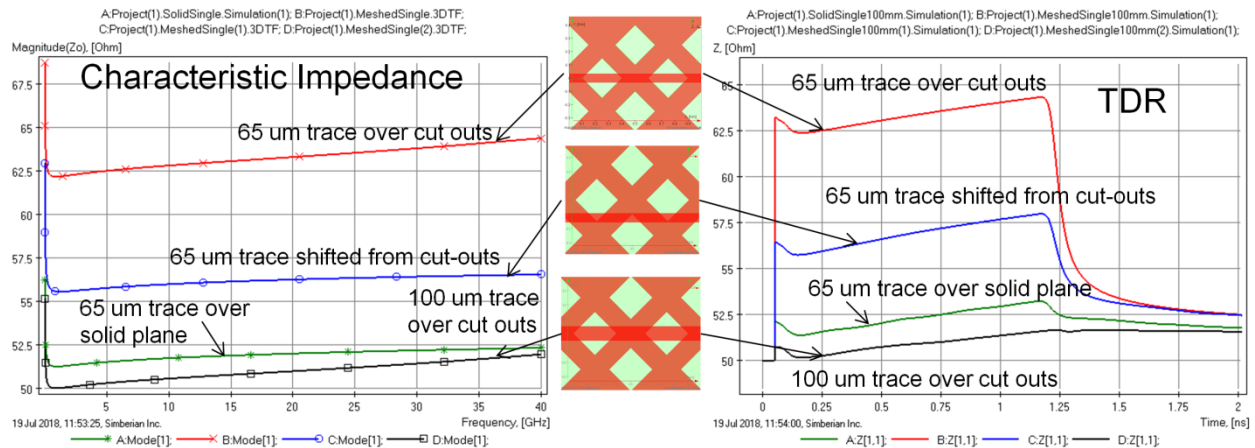 A:Project(1).SolidSingle.Simulation(1); B:Project(1).MeshedSingle.3DTF;
C:Project(1).MeshedSingle(1).3DTF; D:Project(1).MeshedSingle(2).3DTF;
Magnitude(Zo), [Ohm]
Characteristic Impedance
67.5
65
62.5
60
57.5
55
52.5
50
65 um trace over cut outs
65 um trace shifted from cut-outs
65 um trace over
solid plane
100 um trace
over cut outs
0
5
10
15
20
25
30
35
40
19 Jul 2018, 11:53:25, Simberian Inc.
Frequency, [GHz]
A:Mode[1];
B:Mode[1];
C:Mode[1];
D:Mode[1];
A:Project(1).SolidSingle100mm.Simulation(1); B:Project(1).MeshedSingle100mm.Simulation(1);
C:Project(1).MeshedSingle100mm(1).Simulation(1); D:Project(1).MeshedSingle100mm(2).Simulation(1);
Z, [Ohm]
TDR
65
62.5
60
57.5
55
52.5
50
65 um trace over cut outs
65 um trace shifted from cut-outs
65 um trace over solid plane
100 um trace over cut outs
0
0.25
0.5
0.75
1
1.25
1.5
1.75
2
19 Jul 2018, 11:54:00, Simberian Inc.
Time, [ns]
A:Z[1,1];
B:Z[1,1];
C:Z[1,1];
D:Z[1,1];